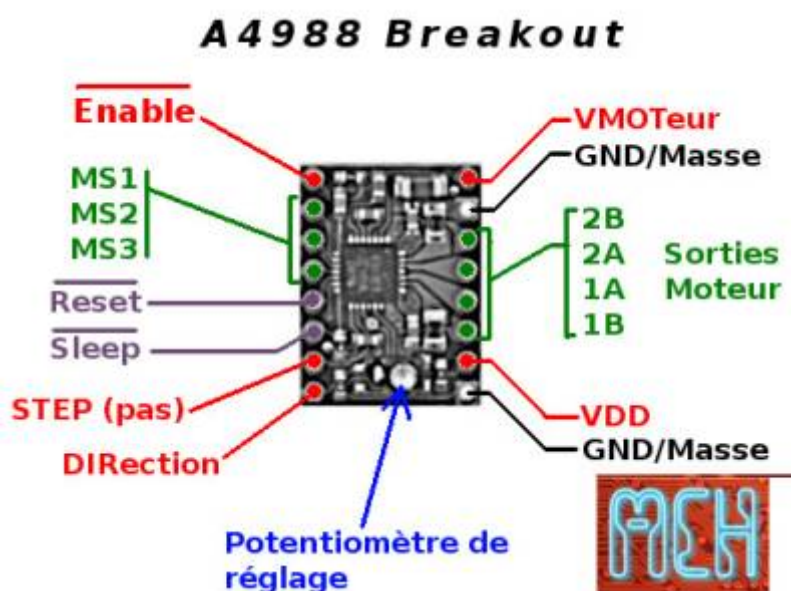 A4988 Breakout
Enable
MS1
MS2
MS3
Reset
Sleep
STEP (pas)
DIRection
VMOTeur
GND/Masse
2B
2A Sorties
1A Moteur
1B
VDD
GND/Masse
Potentiomètre de
réglage
MCH